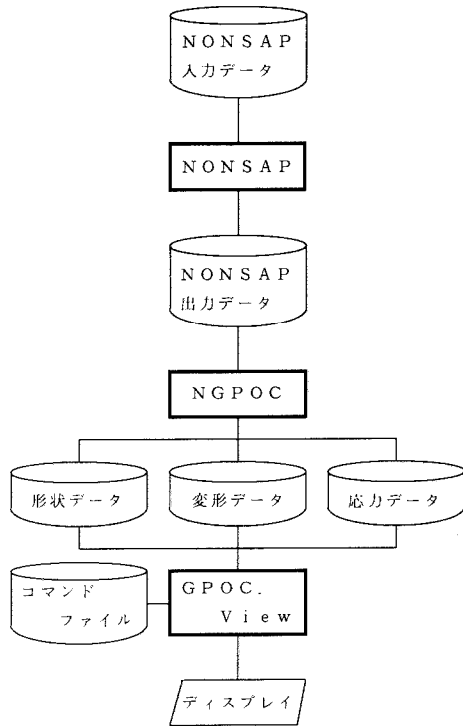 NONSAP
入力データ
NONSAP
NONSAP
出力データ
NGPOC
形状データ
変形データ
応力データ
コマンド
ファイル
GPOC.
View
ディスプレイ